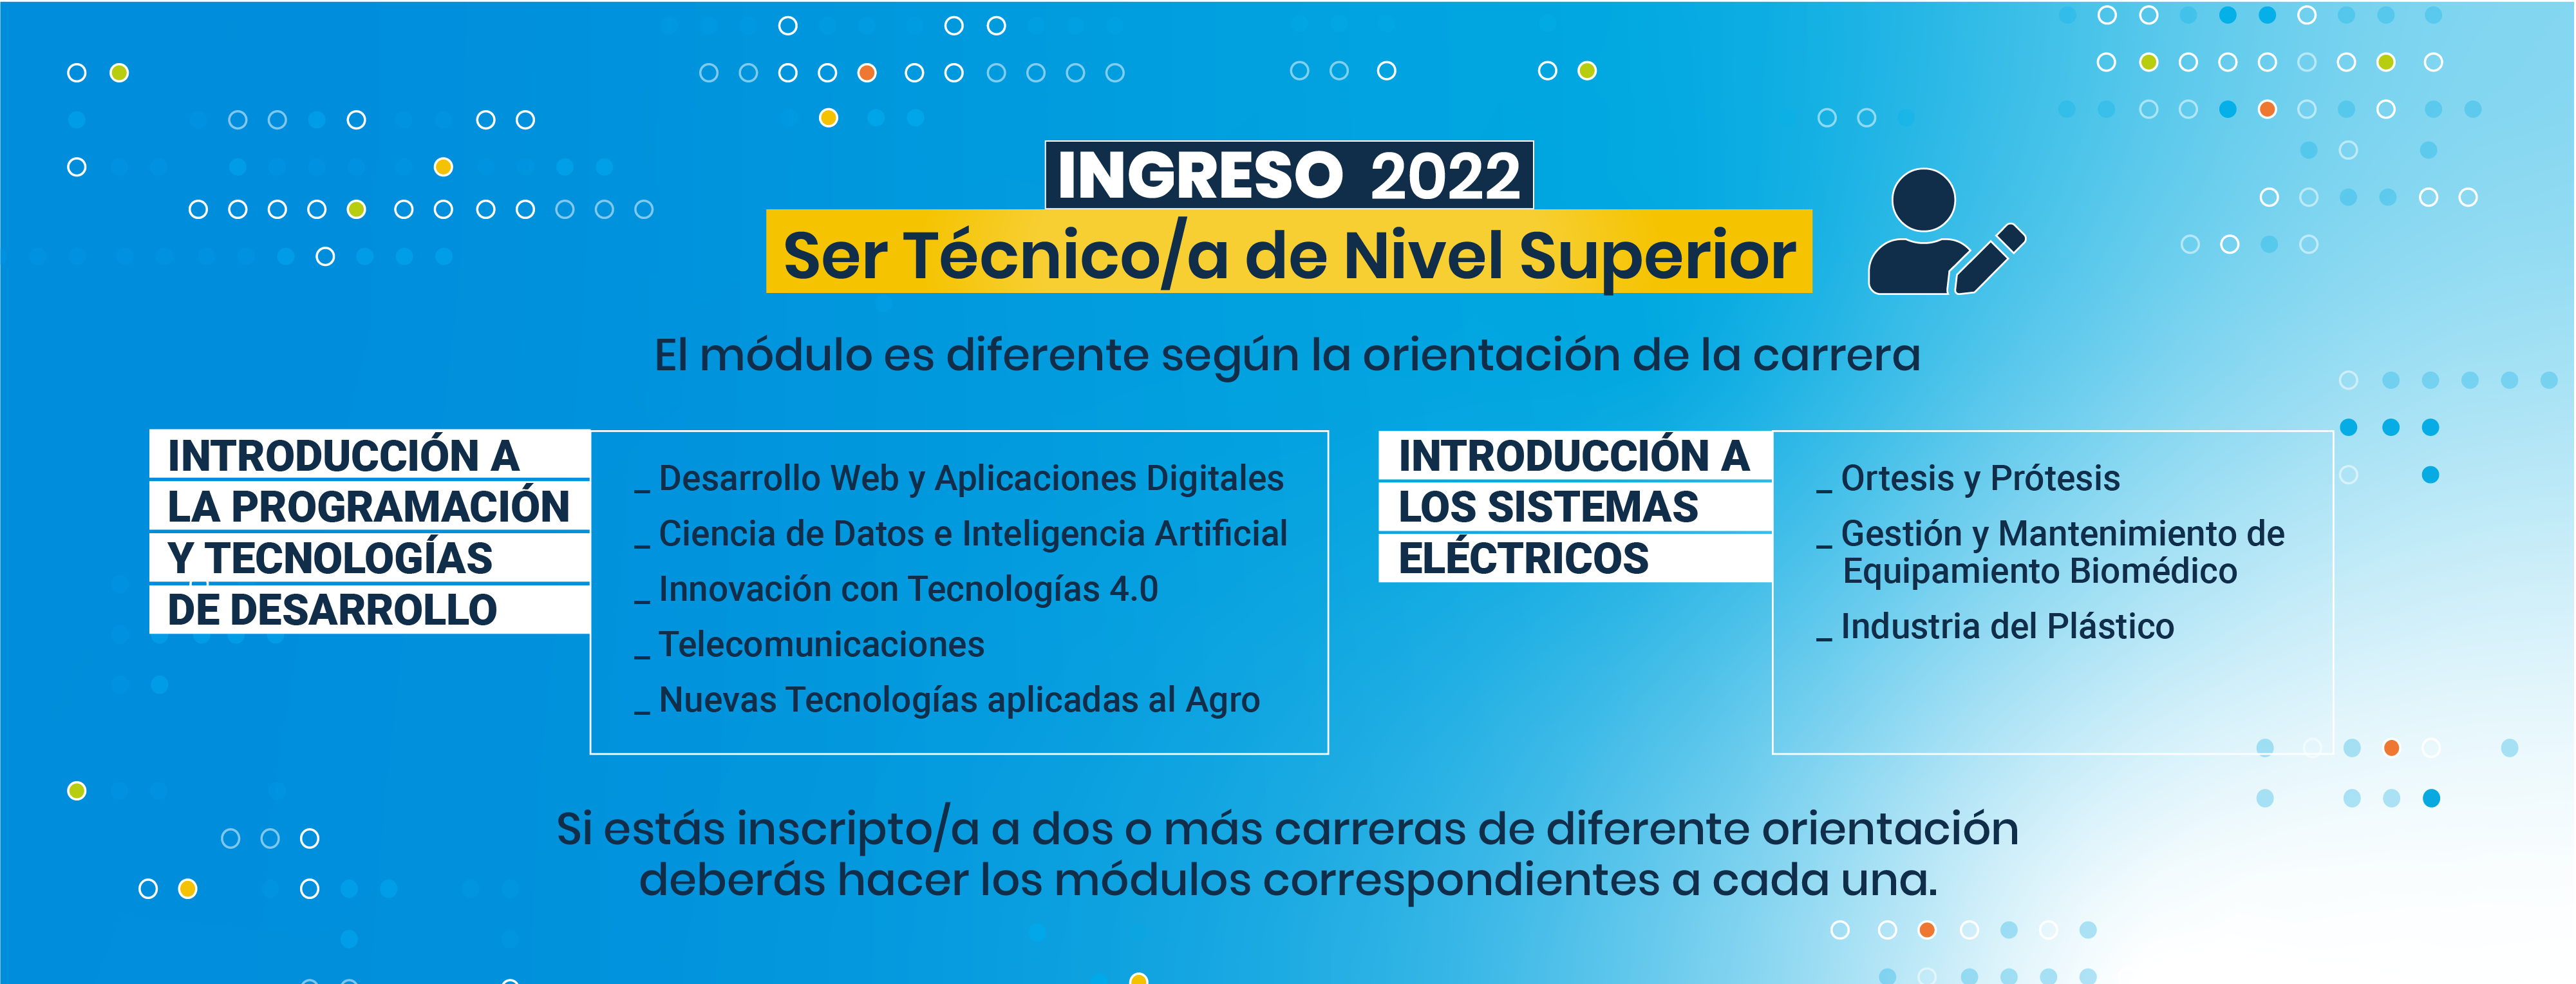 INGRESO 2022
Ser Técnico/a de Nivel Superior
El módulo es diferente según la orientación de la carrera
INTRODUCCIÓN A
LA PROGRAMACIÓN
Y TECNOLOGÍAS
DE DESARROLLO
_ Desarrollo Web y Aplicaciones Digitales
_ Ciencia de Datos e Inteligencia Artificial
_ Innovación con Tecnologías 4.0
_ Telecomunicaciones
_ Nuevas Tecnologías aplicadas al Agro
INTRODUCCIÓN A
LOS SISTEMAS
ELÉCTRICOS
_ Ortesis y Prótesis
_ Gestión y Mantenimiento de
Equipamiento Biomédico
_ Industria del Plástico
Si estás inscripto/a a dos o más carreras de diferente orientación
deberás hacer los módulos correspondientes a cada una.